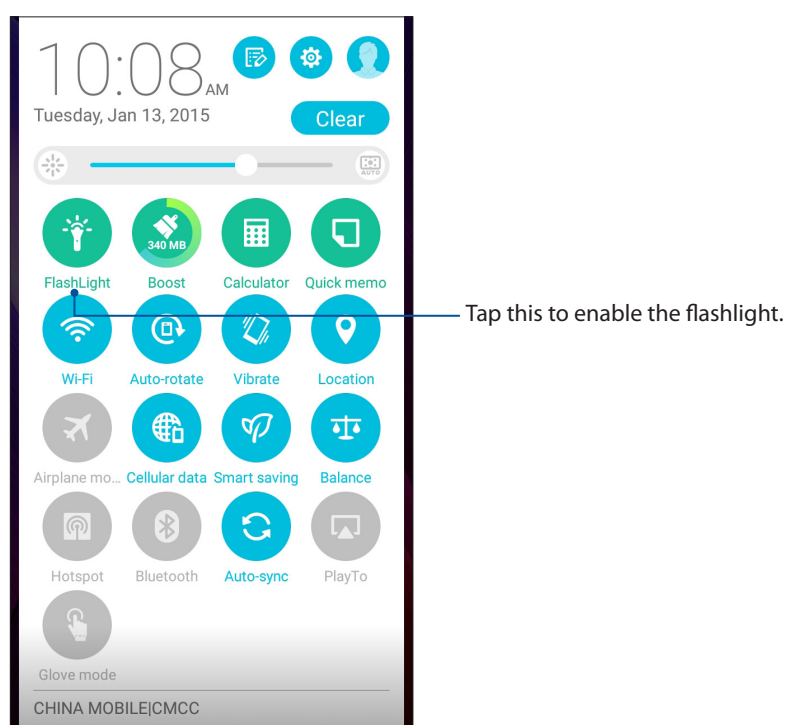 10:08 AM
Tuesday, Jan 13, 2015
Clear
AUTO
340 MB
FlashLight Boost Calculator Quick memo
Tap this to enable the flashlight.
Wi-Fi Auto-rotate Vibrate Location
Airplane mo... Cellular data Smart saving Balance
Hotspot Bluetooth Auto-sync PlayTo
Glove mode
CHINA MOBILE|CMCC